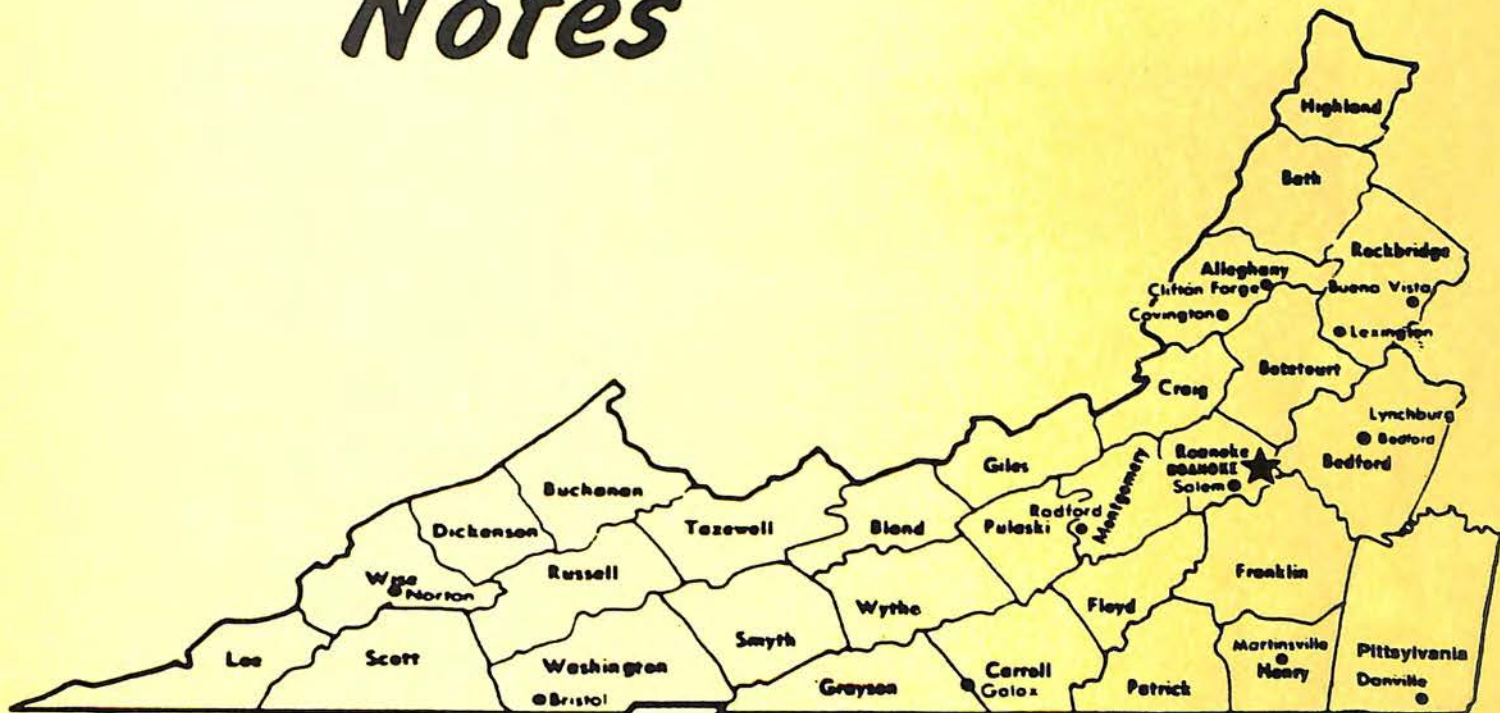 Notes
Highland
Bath
Rockbridge
Alleghany
Clifton Forge
Buena Vista
Covington
Lexington
Botetourt
Craig
Lynchburg
Bedford
Bedford
Roanoke
ROANOKE
Salem
Giles
Montgomery
Radford
Pulaski
Bland
Tazewell
Buchanan
Dickenson
Russell
Wise
Norton
Franklin
Floyd
Wythe
Smyth
Lee
Scott
Washington
Bristol
Grayson
Carroll
Galax
Patrick
Martinsville
Henry
Pittsylvania
Danville